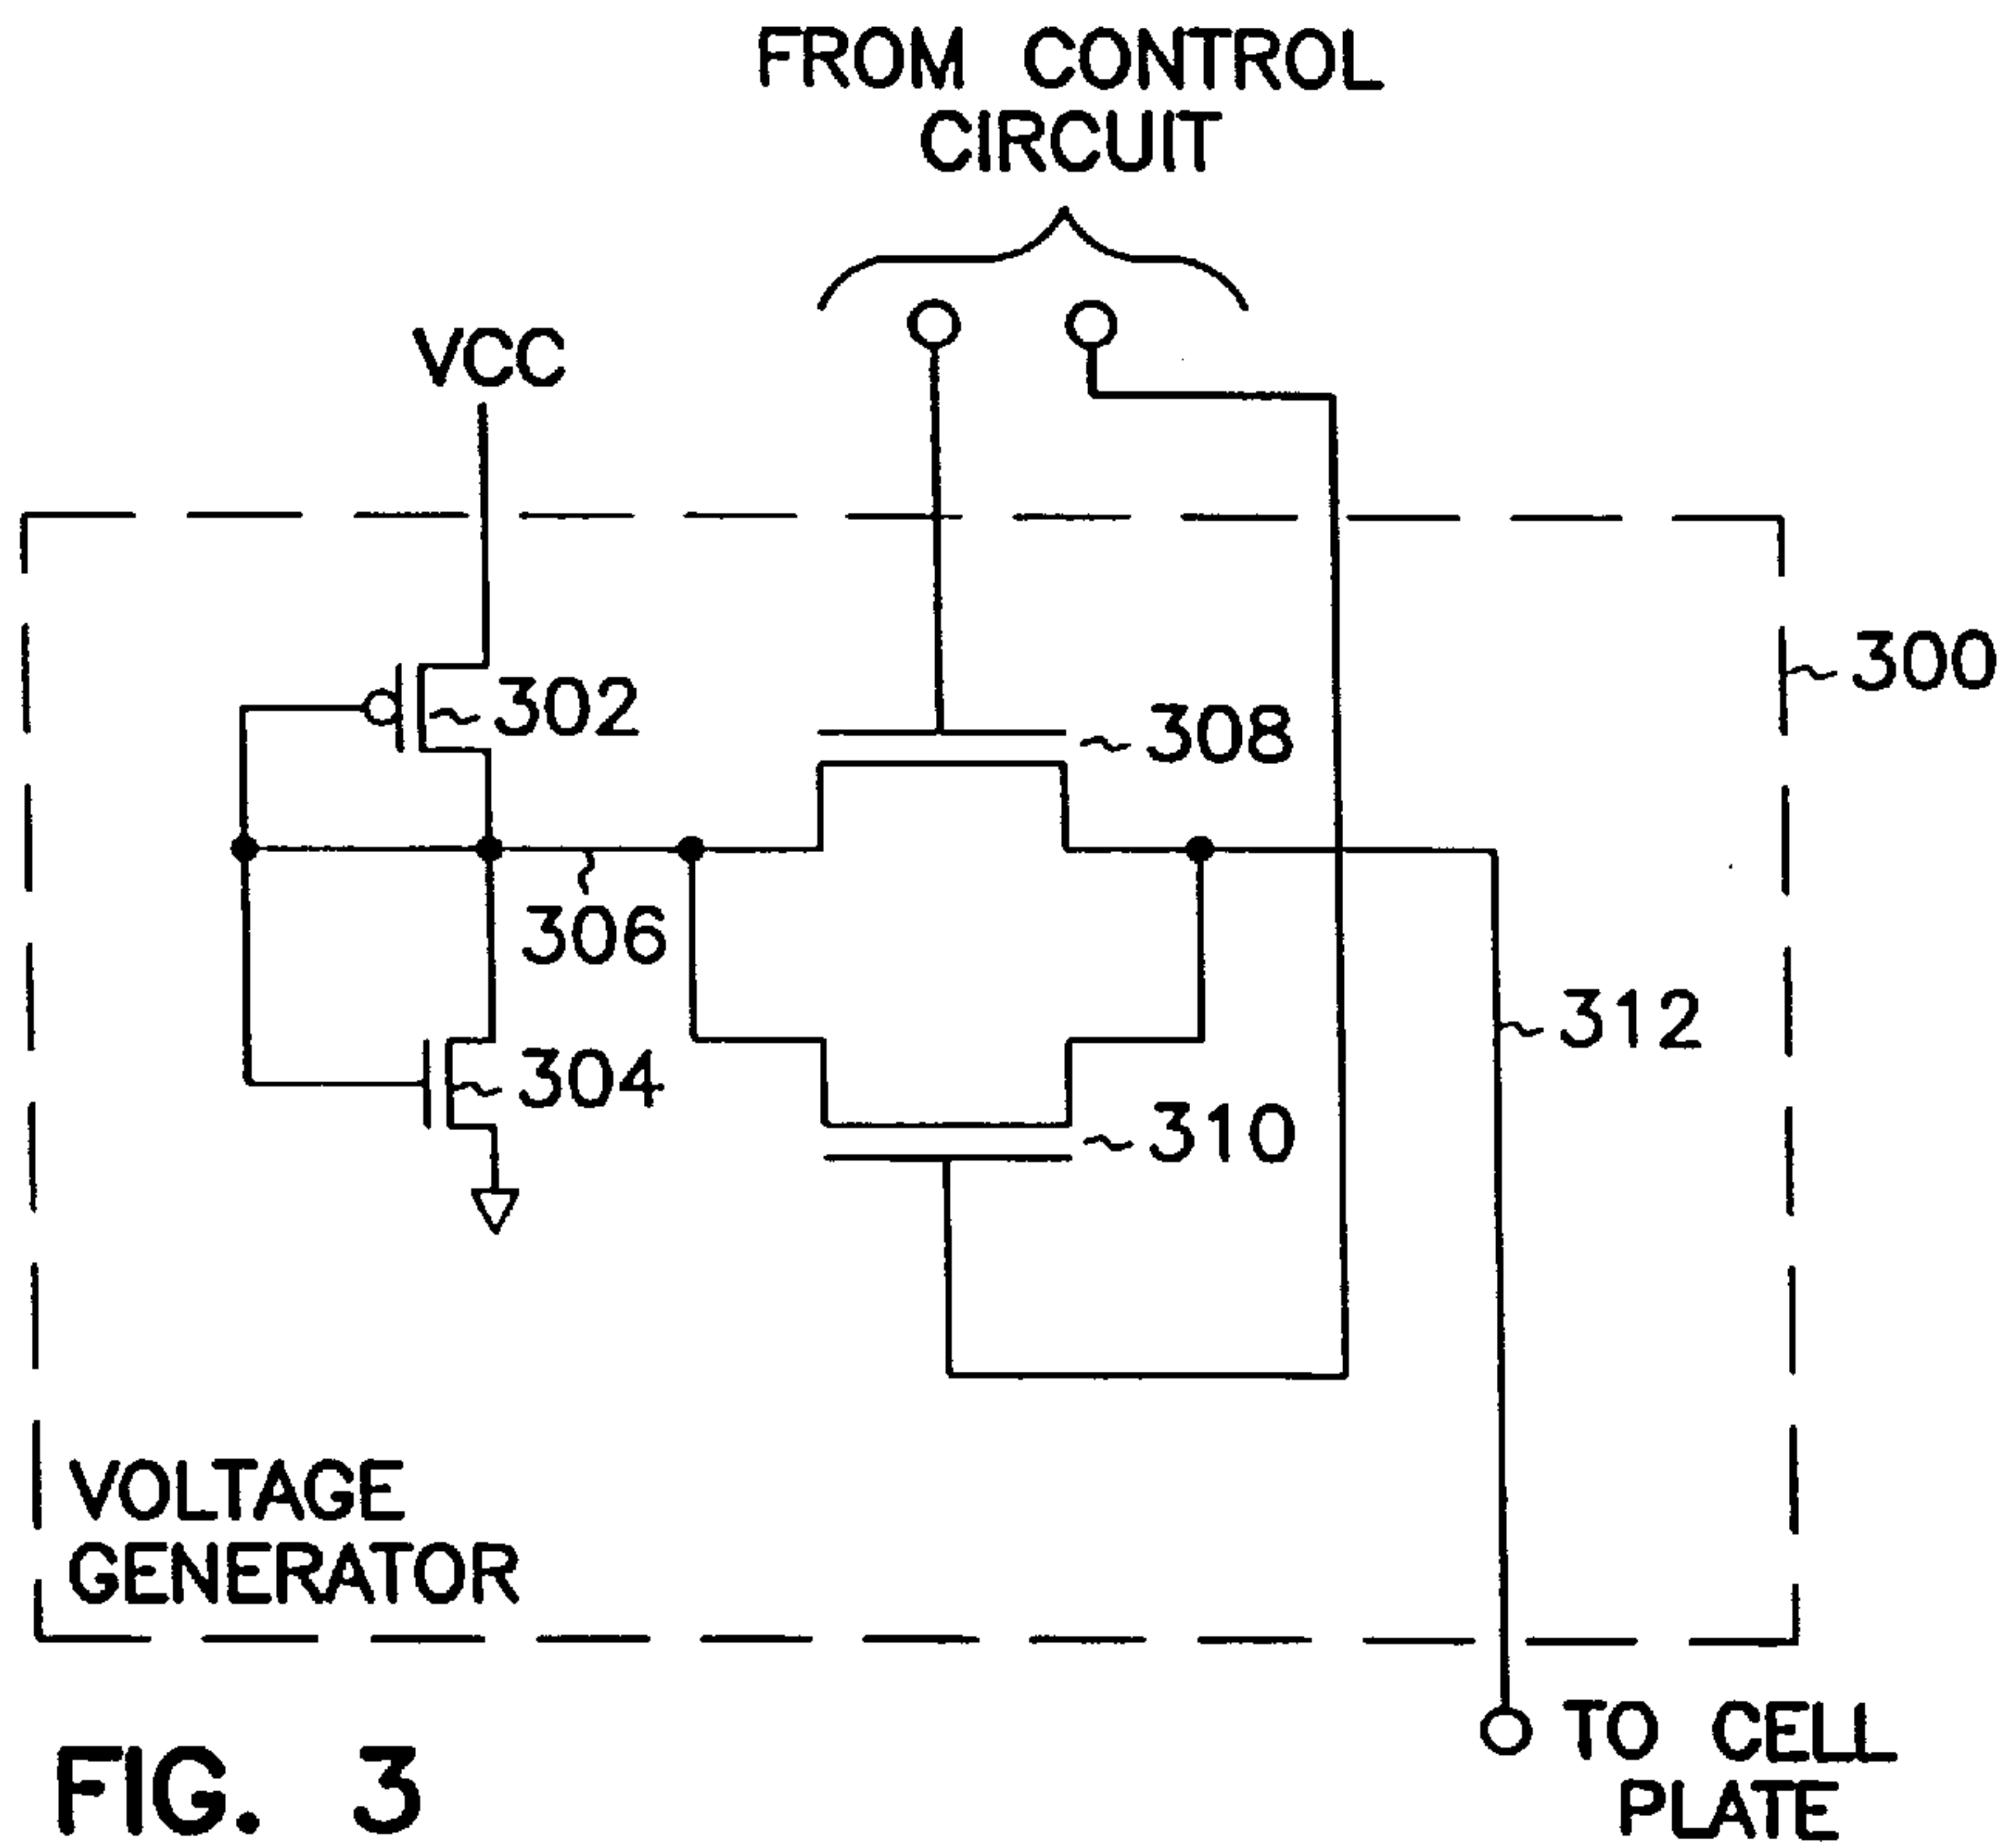 FROM CONTROL
CIRCUIT
VCC
300
302
308
306
312
304
310
VOLTAGE
GENERATOR
TO CELL
PLATE
FIG. 3